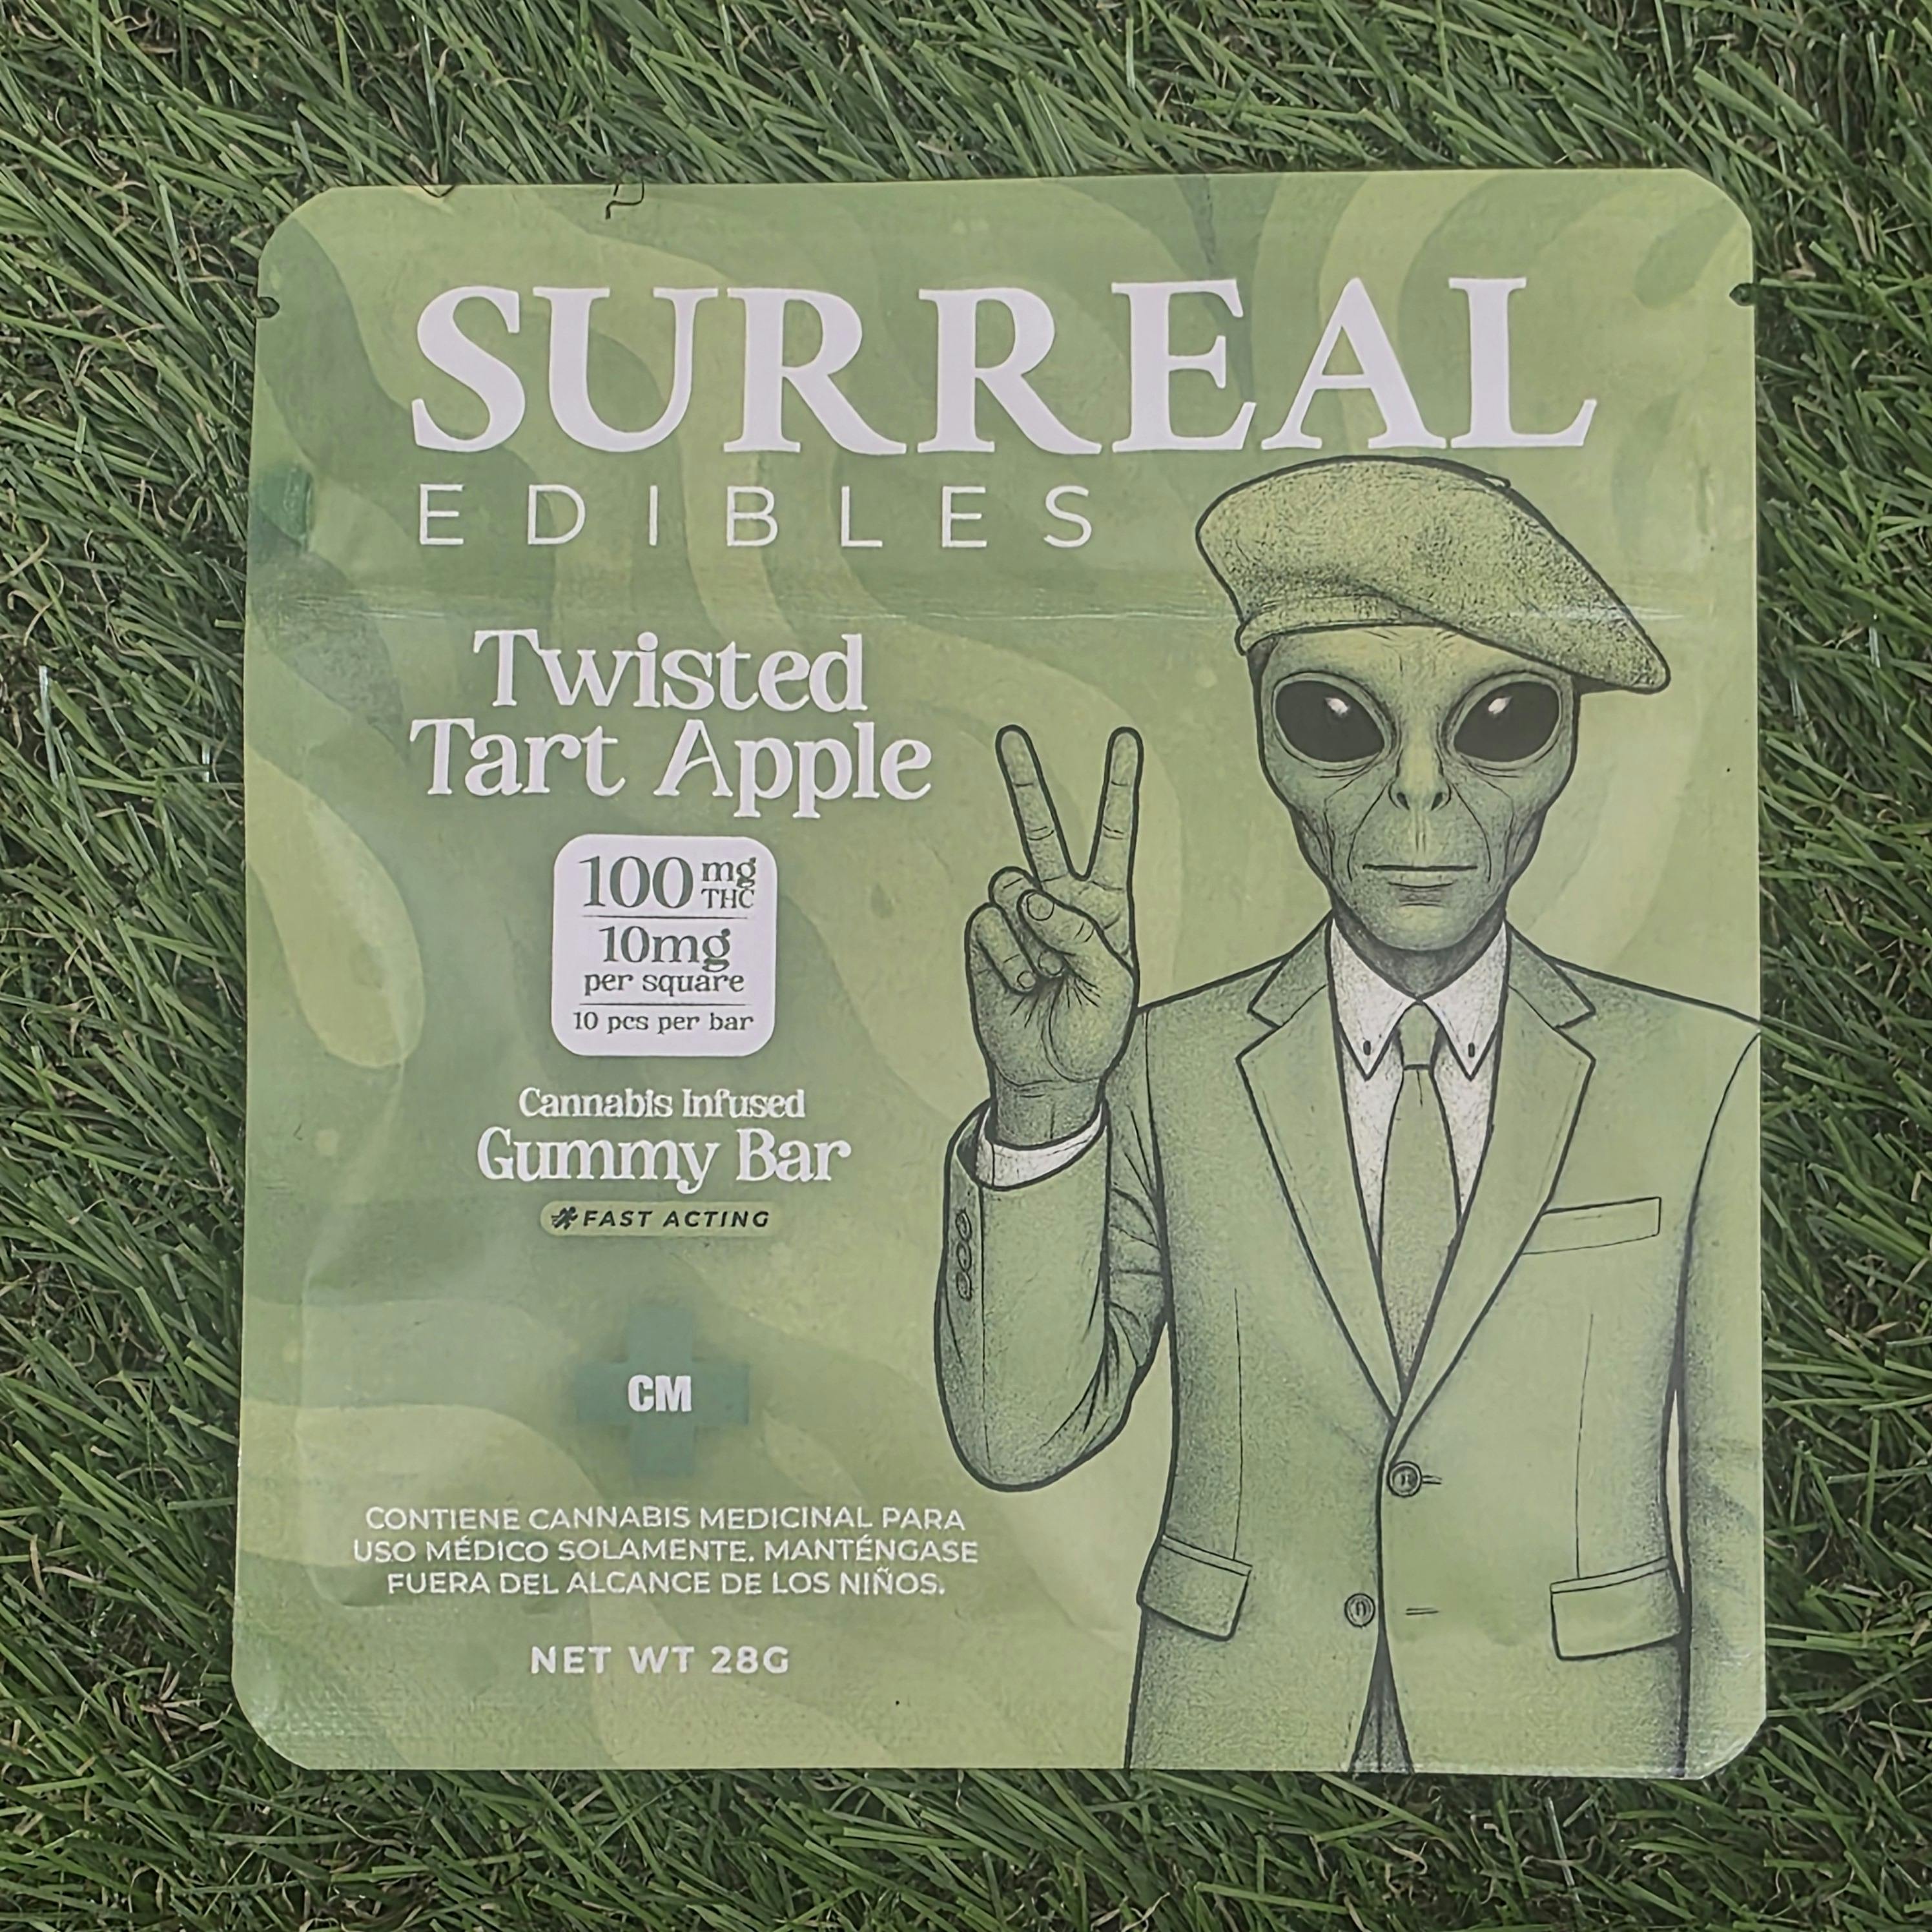 SURREAL
EDIBLES
Twisted
Tart Apple
100 mg THC
10mg
per square
10 pcs per bar
Cannabis Infused
Gummy Bar
FAST ACTING
CM
CONTIENE CANNABIS MEDICINAL PARA
USO MÉDICO SOLAMENTE. MANTÉNGASE
FUERA DEL ALCANCE DE LOS NIÑOS.
NET WT 28G